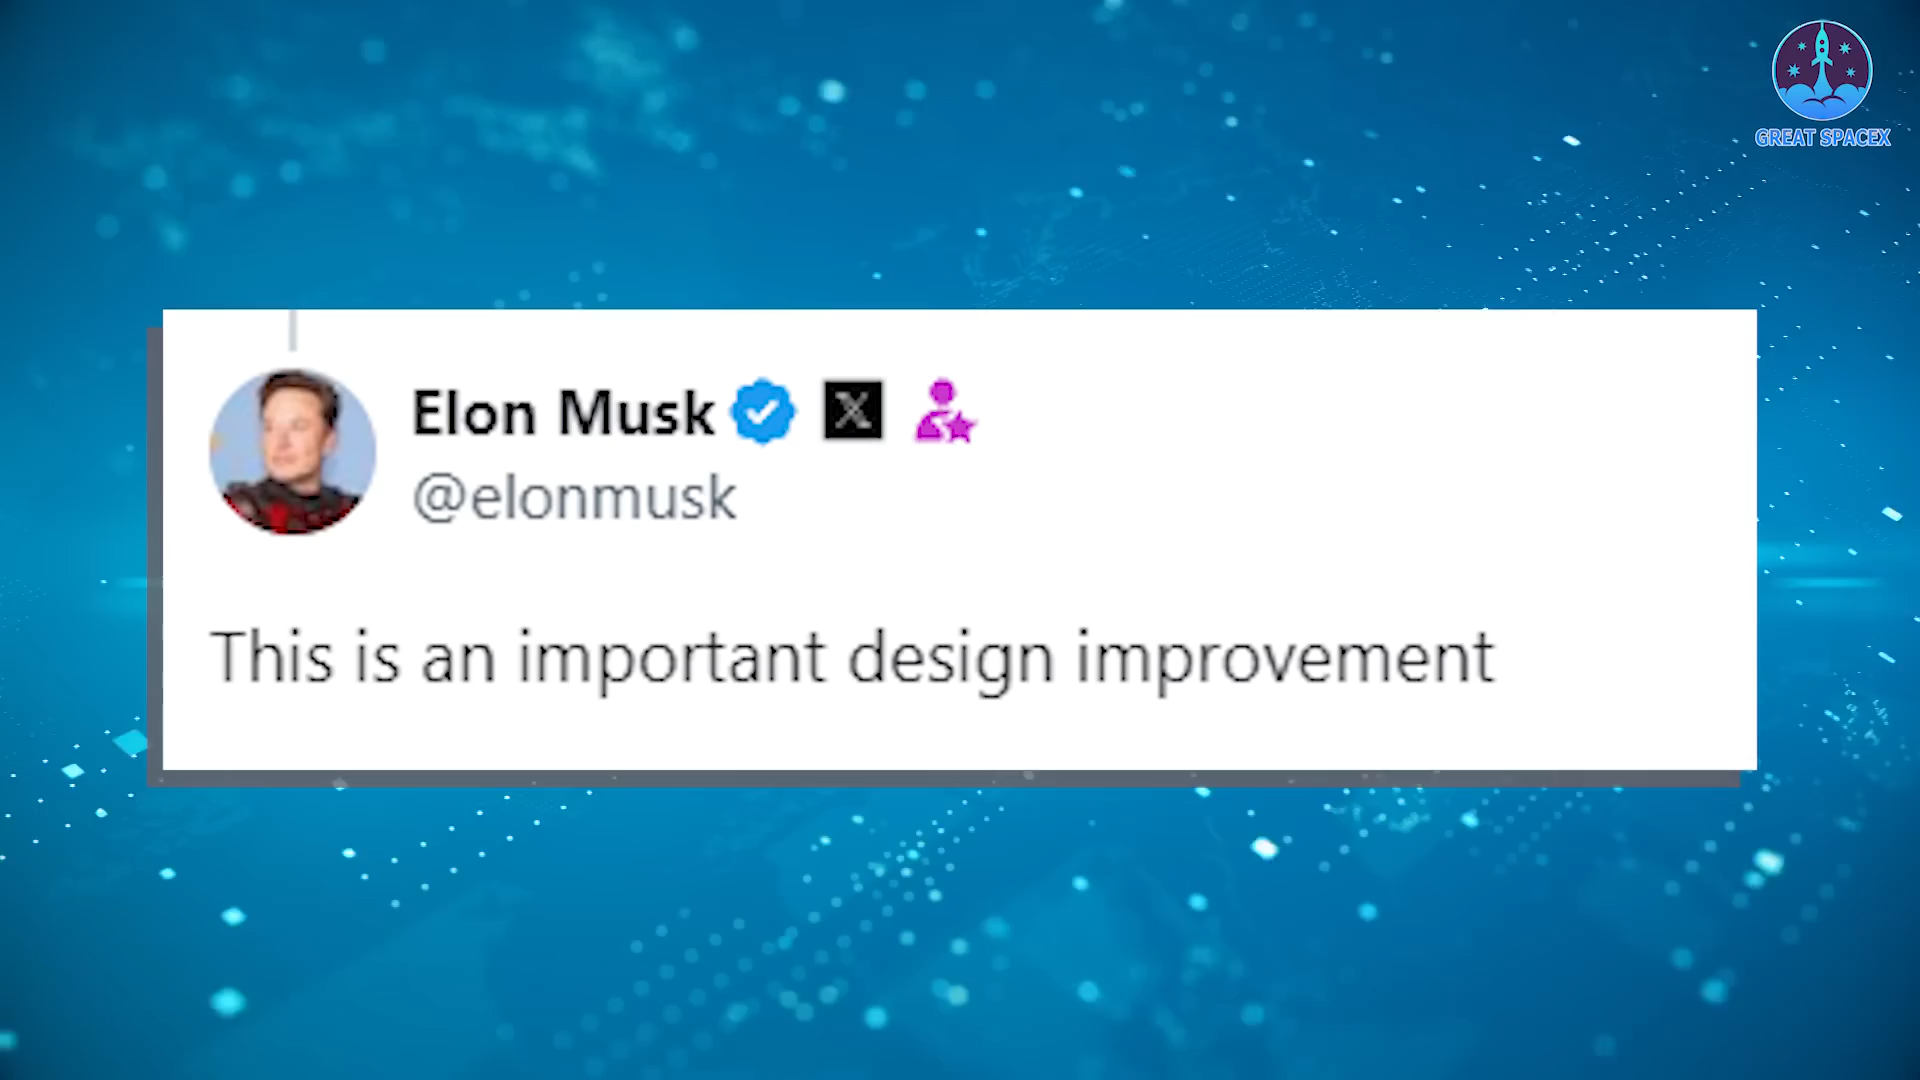 GREAT SPACEX
Elon Musk
@elonmusk
This is an important design improvement